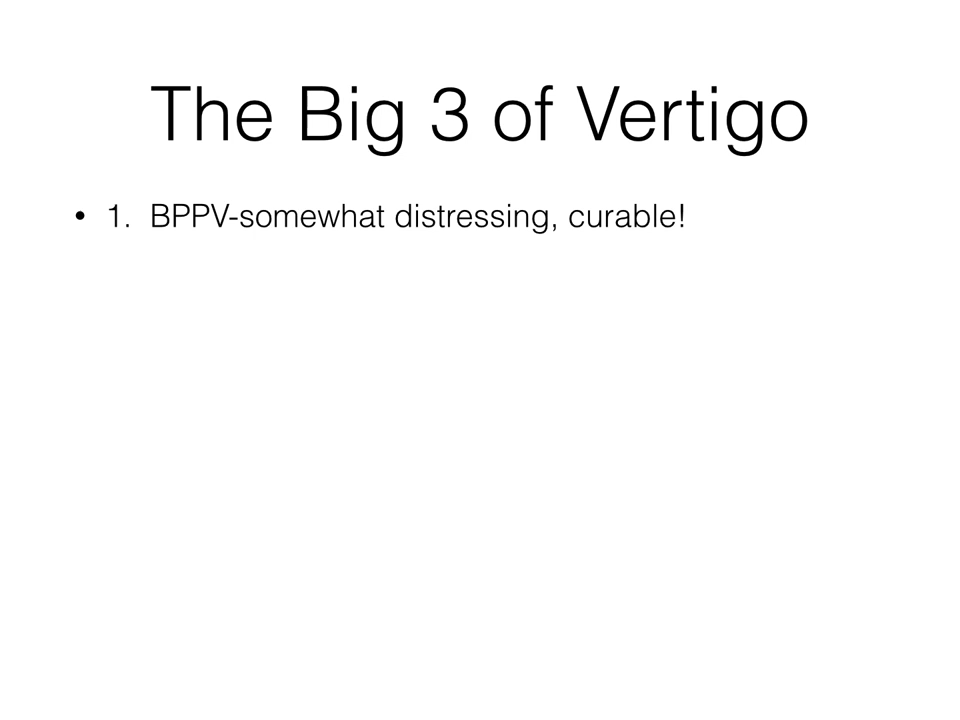 The Big 3 of Vertigo
• 1. BPPV-somewhat distressing, curable!